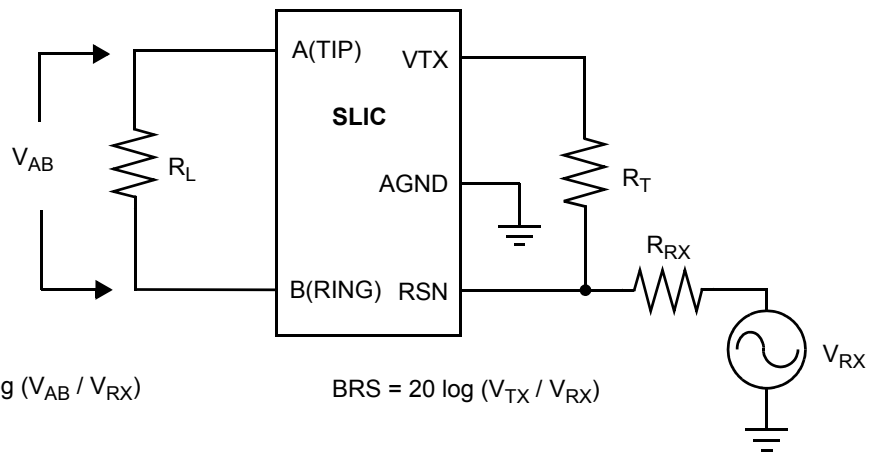 A(TIP)
VTX
SLIC
V_AB
R_L
AGND
R_T
R_RX
B(RING)
RSN
V_RX
g (V_AB / V_RX)
BRS = 20 log (V_TX / V_RX)